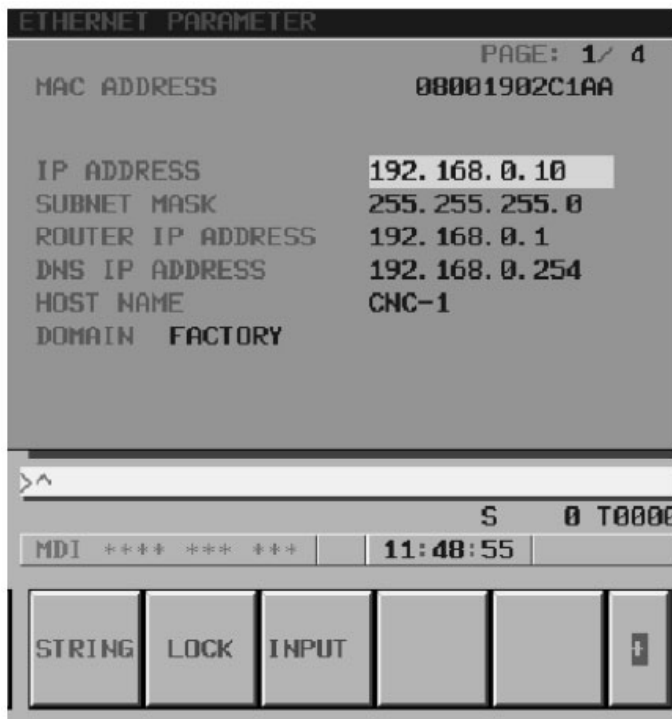 ETHERNET PARAMETER
PAGE: 1/ 4
MAC ADDRESS 08001902C1AA
IP ADDRESS 192.168.0.10
SUBNET MASK 255.255.255.0
ROUTER IP ADDRESS 192.168.0.1
DNS IP ADDRESS 192.168.0.254
HOST NAME CNC-1
DOMAIN FACTORY
>^
S 0 T0000
MDI **** *** *** 11:48:55
STRING LOCK INPUT +